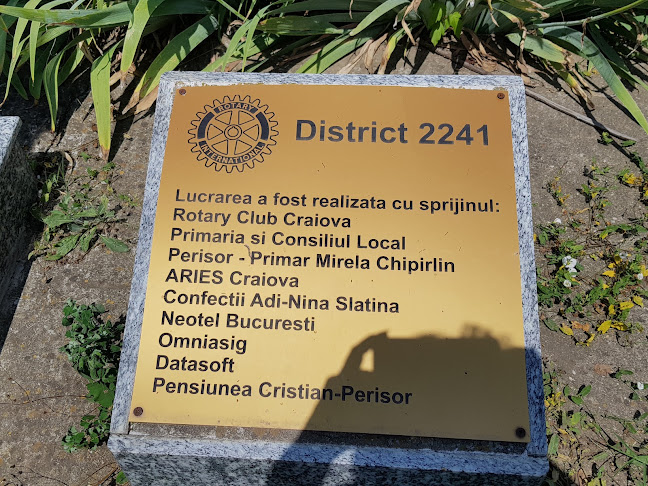 ROTARY
INTERNATIONAL
District 2241
Lucrarea a fost realizata cu sprijinul:
Rotary Club Craiova
Primaria si Consiliul Local
Perisor - Primar Mirela Chipirlin
ARIES Craiova
Confectii Adi-Nina Slatina
Neotel Bucuresti
Omniasig
Datasoft
Pensiunea Cristian-Perisor